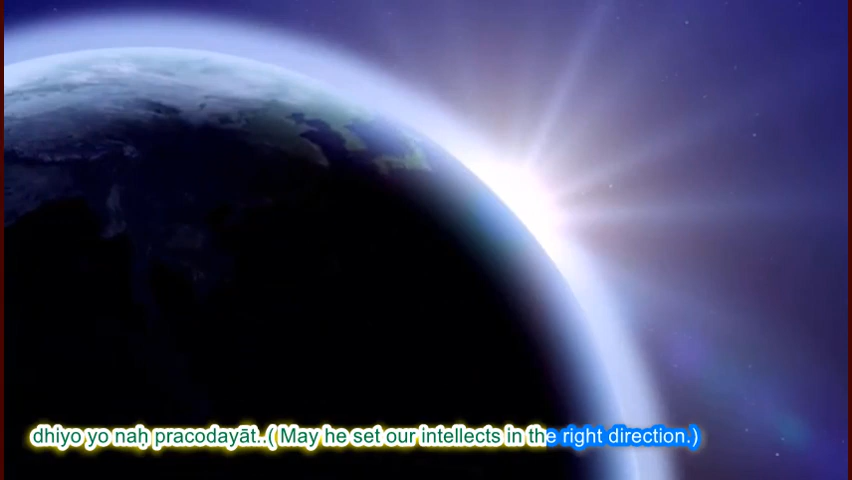 dhiyo yo naḥ pracodayāt..( May he set our intellects in the right direction.)